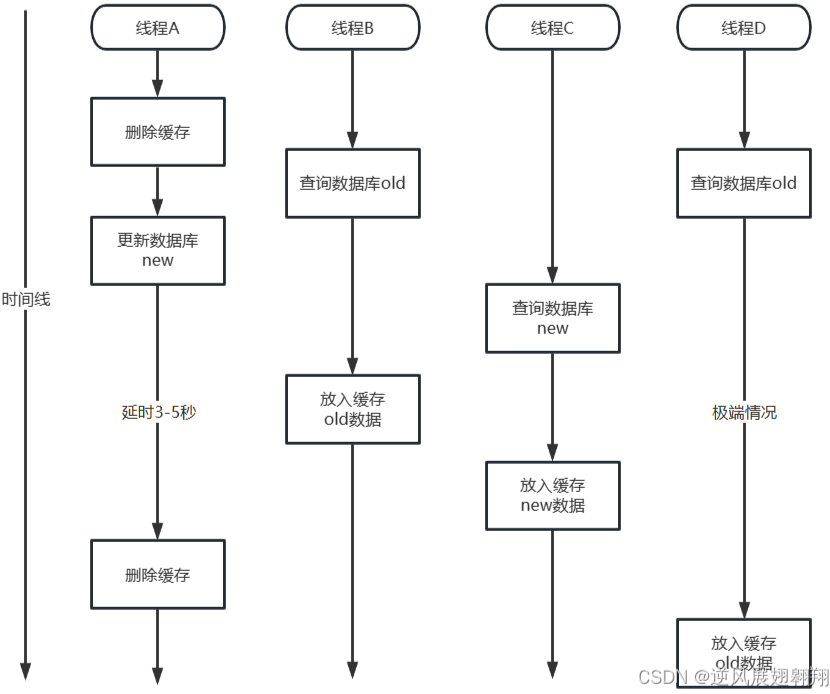 线程A
线程B
线程C
线程D
删除缓存
查询数据库old
查询数据库old
更新数据库
new
时间线
查询数据库
new
放入缓存
old数据
延时3-5秒
极端情况
放入缓存
new数据
删除缓存
放入缓存
old数据
CSDN @逆风展翅翱翔